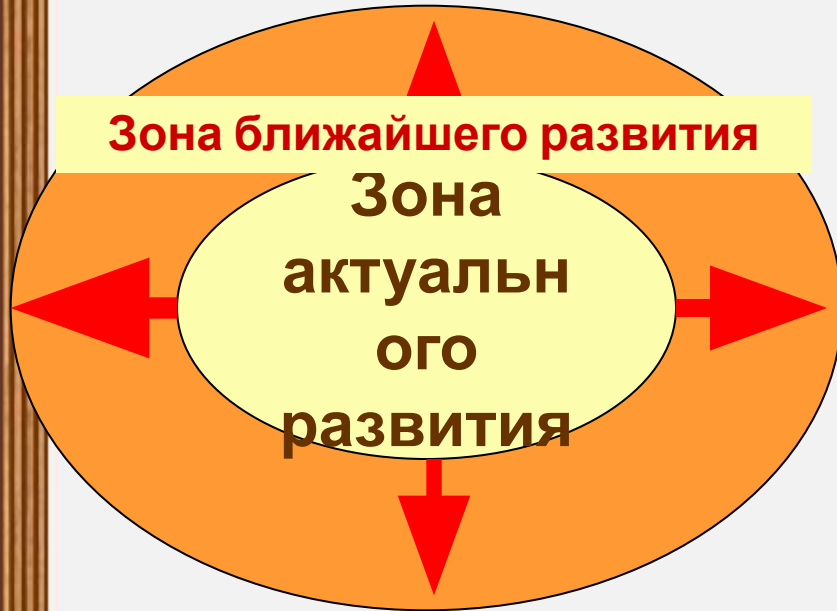 Зона ближайшего развития
Зона
актуальн
ого
развития